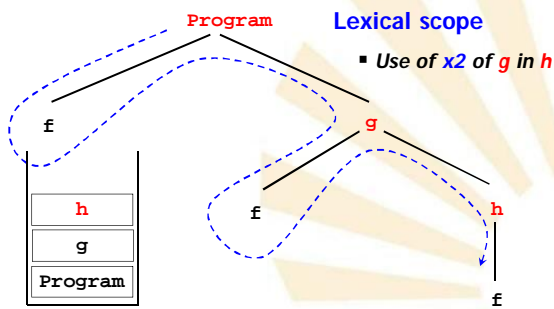 Program
Lexical scope
▪ Use of x2 of g in h
f
g
h
g
Program
f
h
f